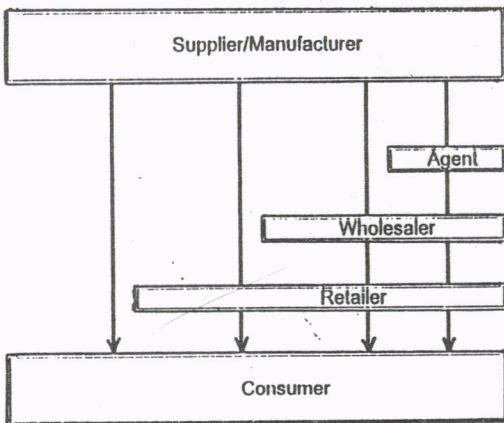 Supplier/Manufacturer
Agent
Wholesaler
Retailer
Consumer